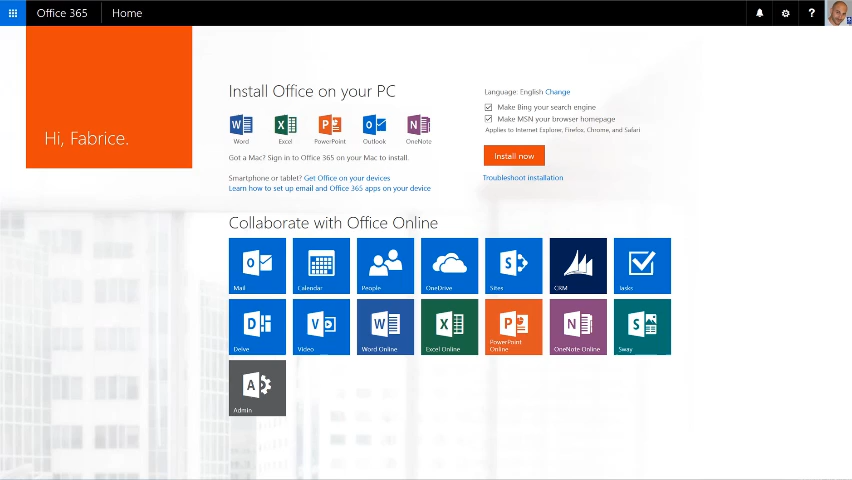 Office 365
Home
?
Hi, Fabrice.
Install Office on your PC
Word Excel PowerPoint Outlook OneNote
Got a Mac? Sign in to Office 365 on your Mac to install.
Smartphone or tablet? Get Office on your devices
Learn how to set up email and Office 365 apps on your device
Language: English Change
Make Bing your search engine
Make MSN your browser homepage
Applies to Internet Explorer, Firefox, Chrome, and Safari
Install now
Troubleshoot installation
Collaborate with Office Online
Mail Calendar People OneDrive Sites CRM Tasks
Delve Video Word Online Excel Online PowerPoint Online OneNote Online Sway
Admin